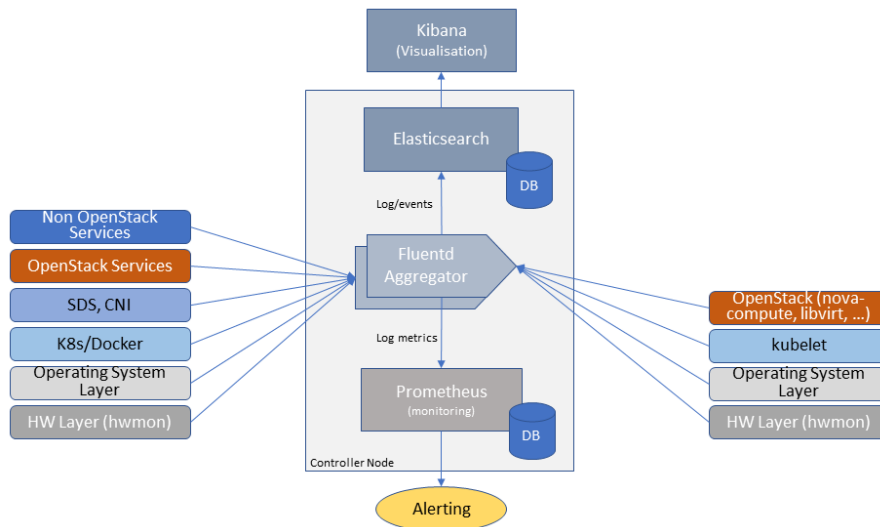 Kibana
(Visualisation)
Elasticsearch
DB
Log/events
Non OpenStack
Services
OpenStack Services
SDS, CNI
K8s/Docker
Operating System
Layer
HW Layer (hwmon)
Fluentd
Aggregator
OpenStack (nova-
compute, libvirt, ...)
kubelet
Operating System
Layer
HW Layer (hwmon)
Log metrics
Prometheus
(monitoring)
DB
Controller Node
Alerting